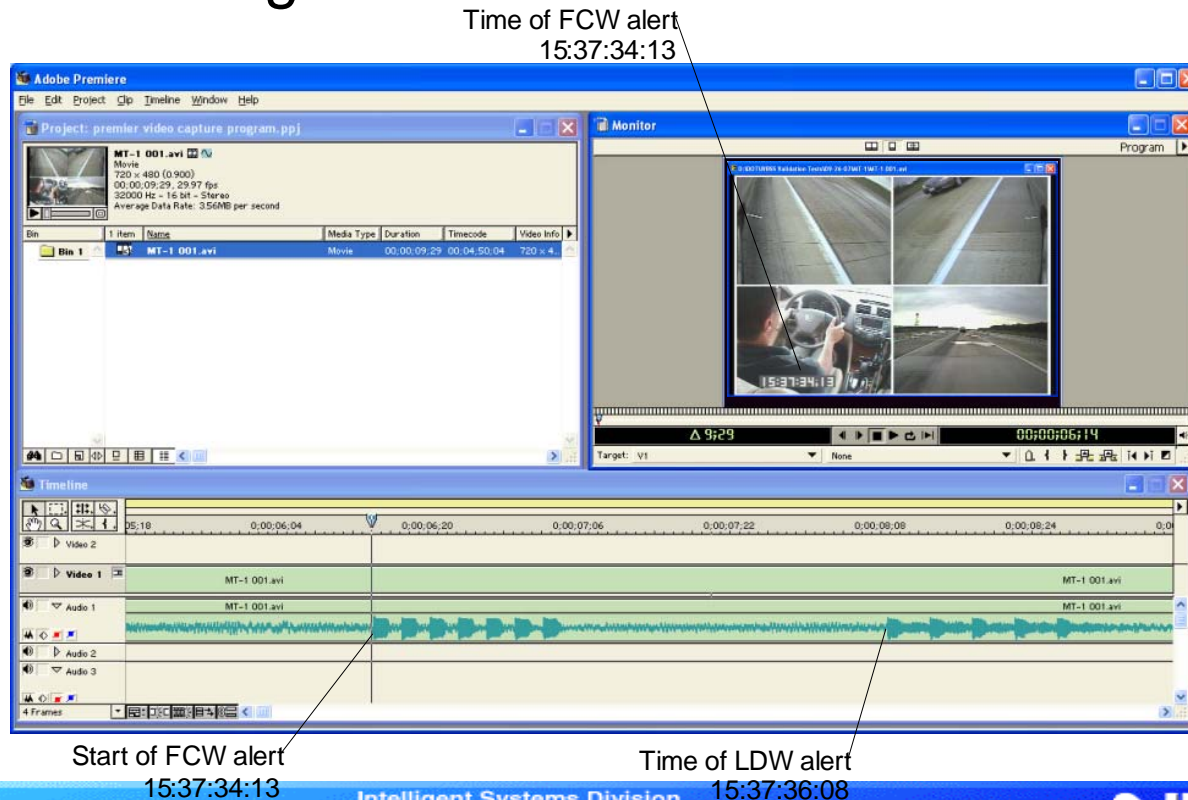 Time of FCW alert
15:37:34:13
Adobe Premiere
File Edit Project Clip Timeline Window Help
Project: premier video capture program.ppj
MT-1 001.avi
Movie
720 × 480 (0.900)
00;00;09;29, 29.97 fps
32000 Hz - 16 bit - Stereo
Average Data Rate: 3.56MB per second
Bin 1 item Name Media Type Duration Timecode Video Info
Bin 1 MT-1 001.avi Movie 00;00;09;29 00;04;50;04 720 × 4..
Monitor
Program
15:37:34;13
Δ 9;29 00;00;06;14
Target: V1 None
Timeline
05;18 0;00;06;04 0;00;06;20 0;00;07;06 0;00;07;22 0;00;08;08 0;00;08;24 0;0
Video 2
Video 1 MT-1 001.avi MT-1 001.avi
Audio 1 MT-1 001.avi MT-1 001.avi
Audio 2
Audio 3
4 Frames
Start of FCW alert
15:37:34:13
Time of LDW alert
15:37:36:08
Intelligent Systems Division